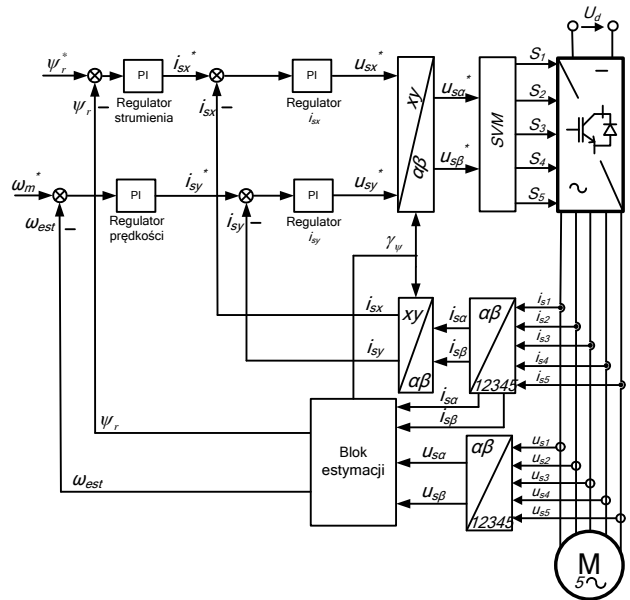 U_d
ψ_r^* PI i_sx^* PI u_sx^* xy u_sα^* SVM S_1
ψ_r Regulator strumienia i_sx Regulator i_sx αβ u_sβ^* S_2
S_3
ω_m^* PI i_sy^* PI u_sy^* S_4
ω_est Regulator prędkości i_sy Regulator i_sy S_5
γ_ψ
i_sx xy i_sα αβ i_s1
i_s2
i_s3
i_sy αβ i_sβ 12345 i_s4
i_s5
i_sα
ψ_r i_sβ
Blok estymacji u_sα αβ u_s1
u_s2
ω_est u_s3
u_sβ 12345 u_s4
u_s5
M
5~